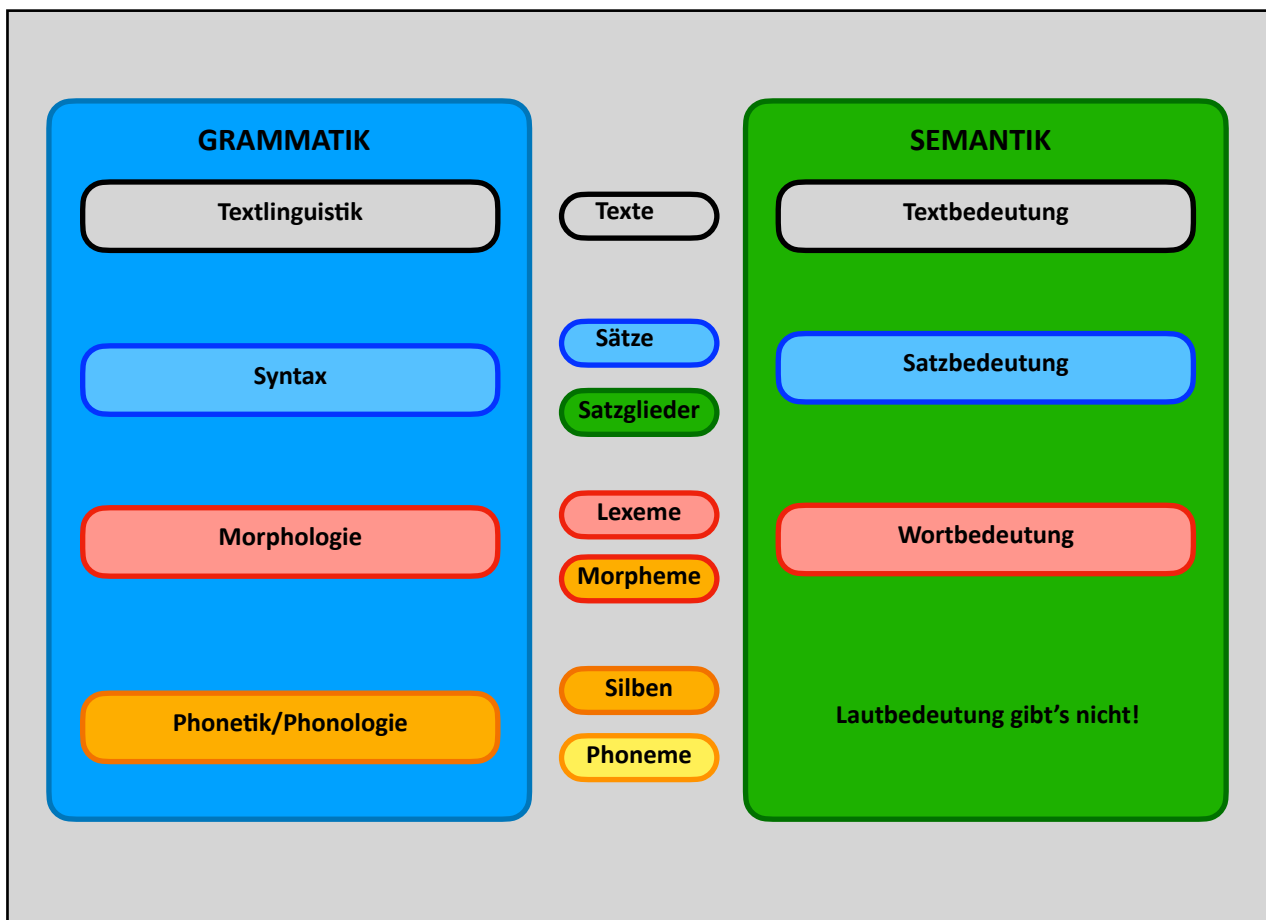 GRAMMATIK
Textlinguistik
Syntax
Morphologie
Phonetik/Phonologie
Texte
Sätze
Satzglieder
Lexeme
Morpheme
Silben
Phoneme
SEMANTIK
Textbedeutung
Satzbedeutung
Wortbedeutung
Lautbedeutung gibt’s nicht!